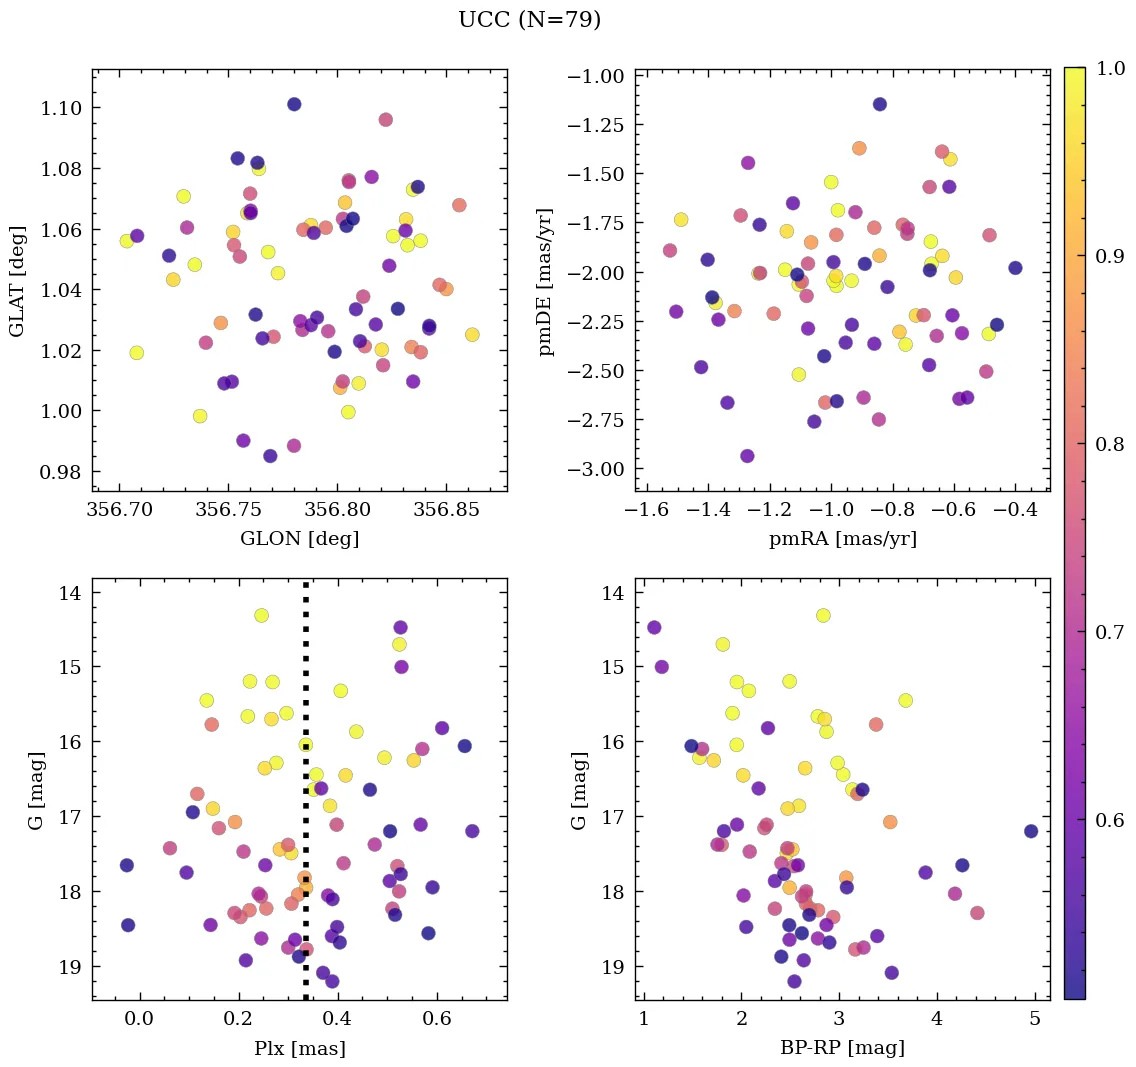 UCC (N=79)
1.10
1.08
1.06
1.04
1.02
1.00
0.98
GLAT [deg]
356.70 356.75 356.80 356.85
GLON [deg]
−1.00
−1.25
−1.50
−1.75
−2.00
−2.25
−2.50
−2.75
−3.00
pmDE [mas/yr]
−1.6 −1.4 −1.2 −1.0 −0.8 −0.6 −0.4
pmRA [mas/yr]
14
15
16
17
18
19
G [mag]
0.0 0.2 0.4 0.6
Plx [mas]
14
15
16
17
18
19
G [mag]
1 2 3 4 5
BP-RP [mag]
1.0
0.9
0.8
0.7
0.6